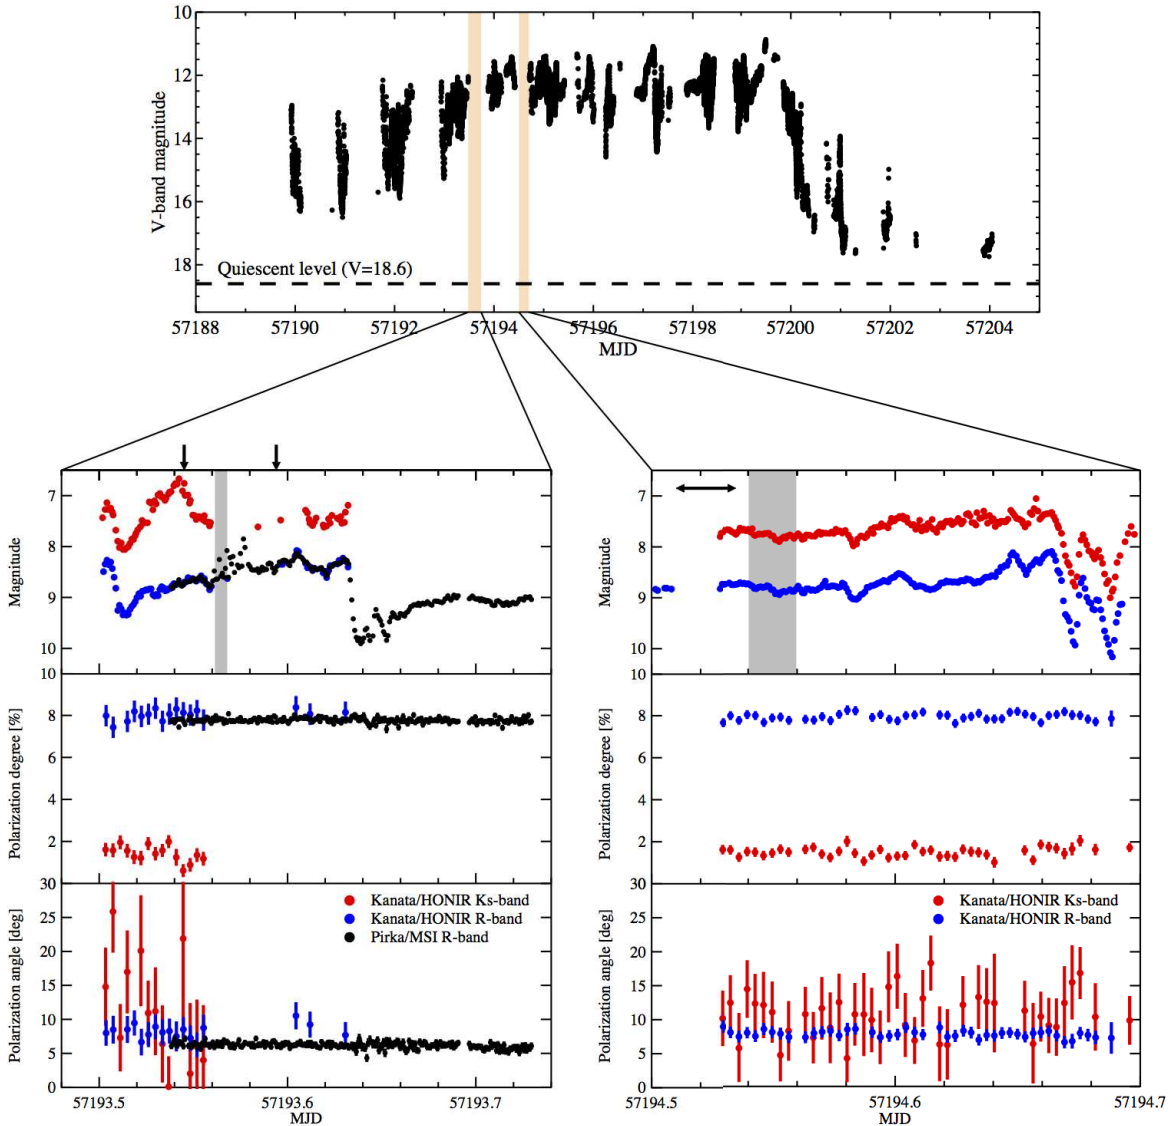 10
12
14
16
18
V-band magnitude
Quiescent level (V=18.6)
57188 57190 57192 57194 57196 57198 57200 57202 57204
MJD
7
8
9
10
Magnitude
7
8
9
10
Magnitude
10
8
6
4
2
Polarization degree [%]
10
8
6
4
2
Polarization degree [%]
30
25
20
15
10
5
0
Polarization angle [deg]
Kanata/HONIR Ks-band
Kanata/HONIR R-band
Pirka/MSI R-band
57193.5 57193.6 57193.7
MJD
30
25
20
15
10
5
0
Polarization angle [deg]
Kanata/HONIR Ks-band
Kanata/HONIR R-band
57194.5 57194.6 57194.7
MJD